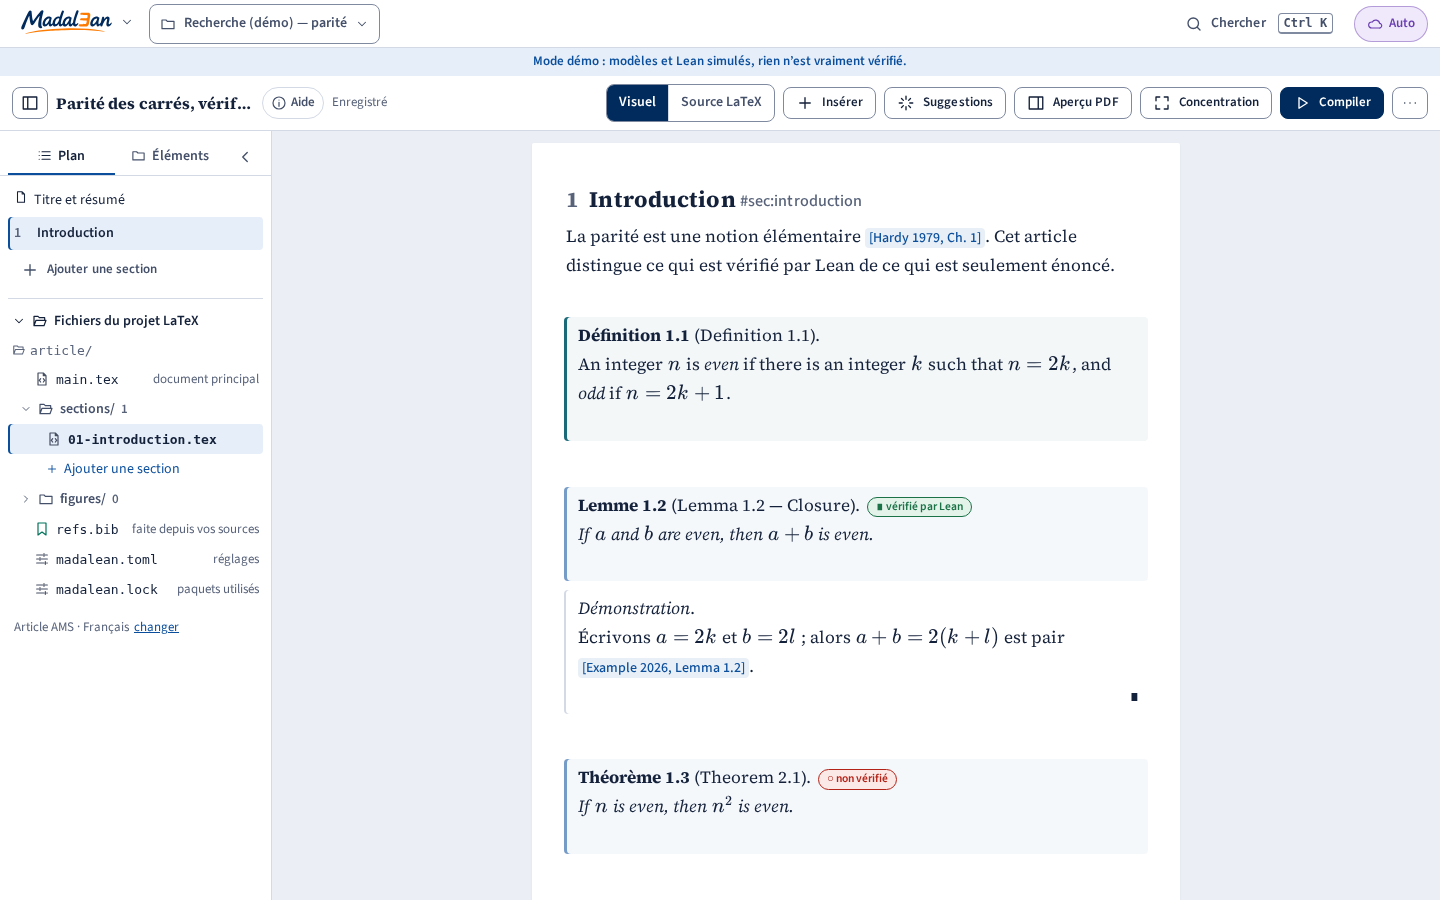 Madal∃an
Recherche (démo) — parité
Chercher Ctrl K
Auto
Mode démo : modèles et Lean simulés, rien n’est vraiment vérifié.
Parité des carrés, vérif…
Aide
Enregistré
Visuel
Source LaTeX
Insérer
Suggestions
Aperçu PDF
Concentration
Compiler
···
Plan
Éléments
Titre et résumé
1 Introduction
Ajouter une section
Fichiers du projet LaTeX
article/
main.tex document principal
sections/ 1
01-introduction.tex
+ Ajouter une section
figures/ 0
refs.bib faite depuis vos sources
madalean.toml réglages
madalean.lock paquets utilisés
Article AMS · Français changer
1 Introduction #sec:introduction
La parité est une notion élémentaire [Hardy 1979, Ch. 1]. Cet article
distingue ce qui est vérifié par Lean de ce qui est seulement énoncé.
Définition 1.1 (Definition 1.1).
An integer n is even if there is an integer k such that n = 2k, and
odd if n = 2k + 1.
Lemme 1.2 (Lemma 1.2 — Closure). ∎ vérifié par Lean
If a and b are even, then a + b is even.
Démonstration.
Écrivons a = 2k et b = 2l ; alors a + b = 2(k + l) est pair
[Example 2026, Lemma 1.2].
∎
Théorème 1.3 (Theorem 2.1). ○ non vérifié
If n is even, then n² is even.